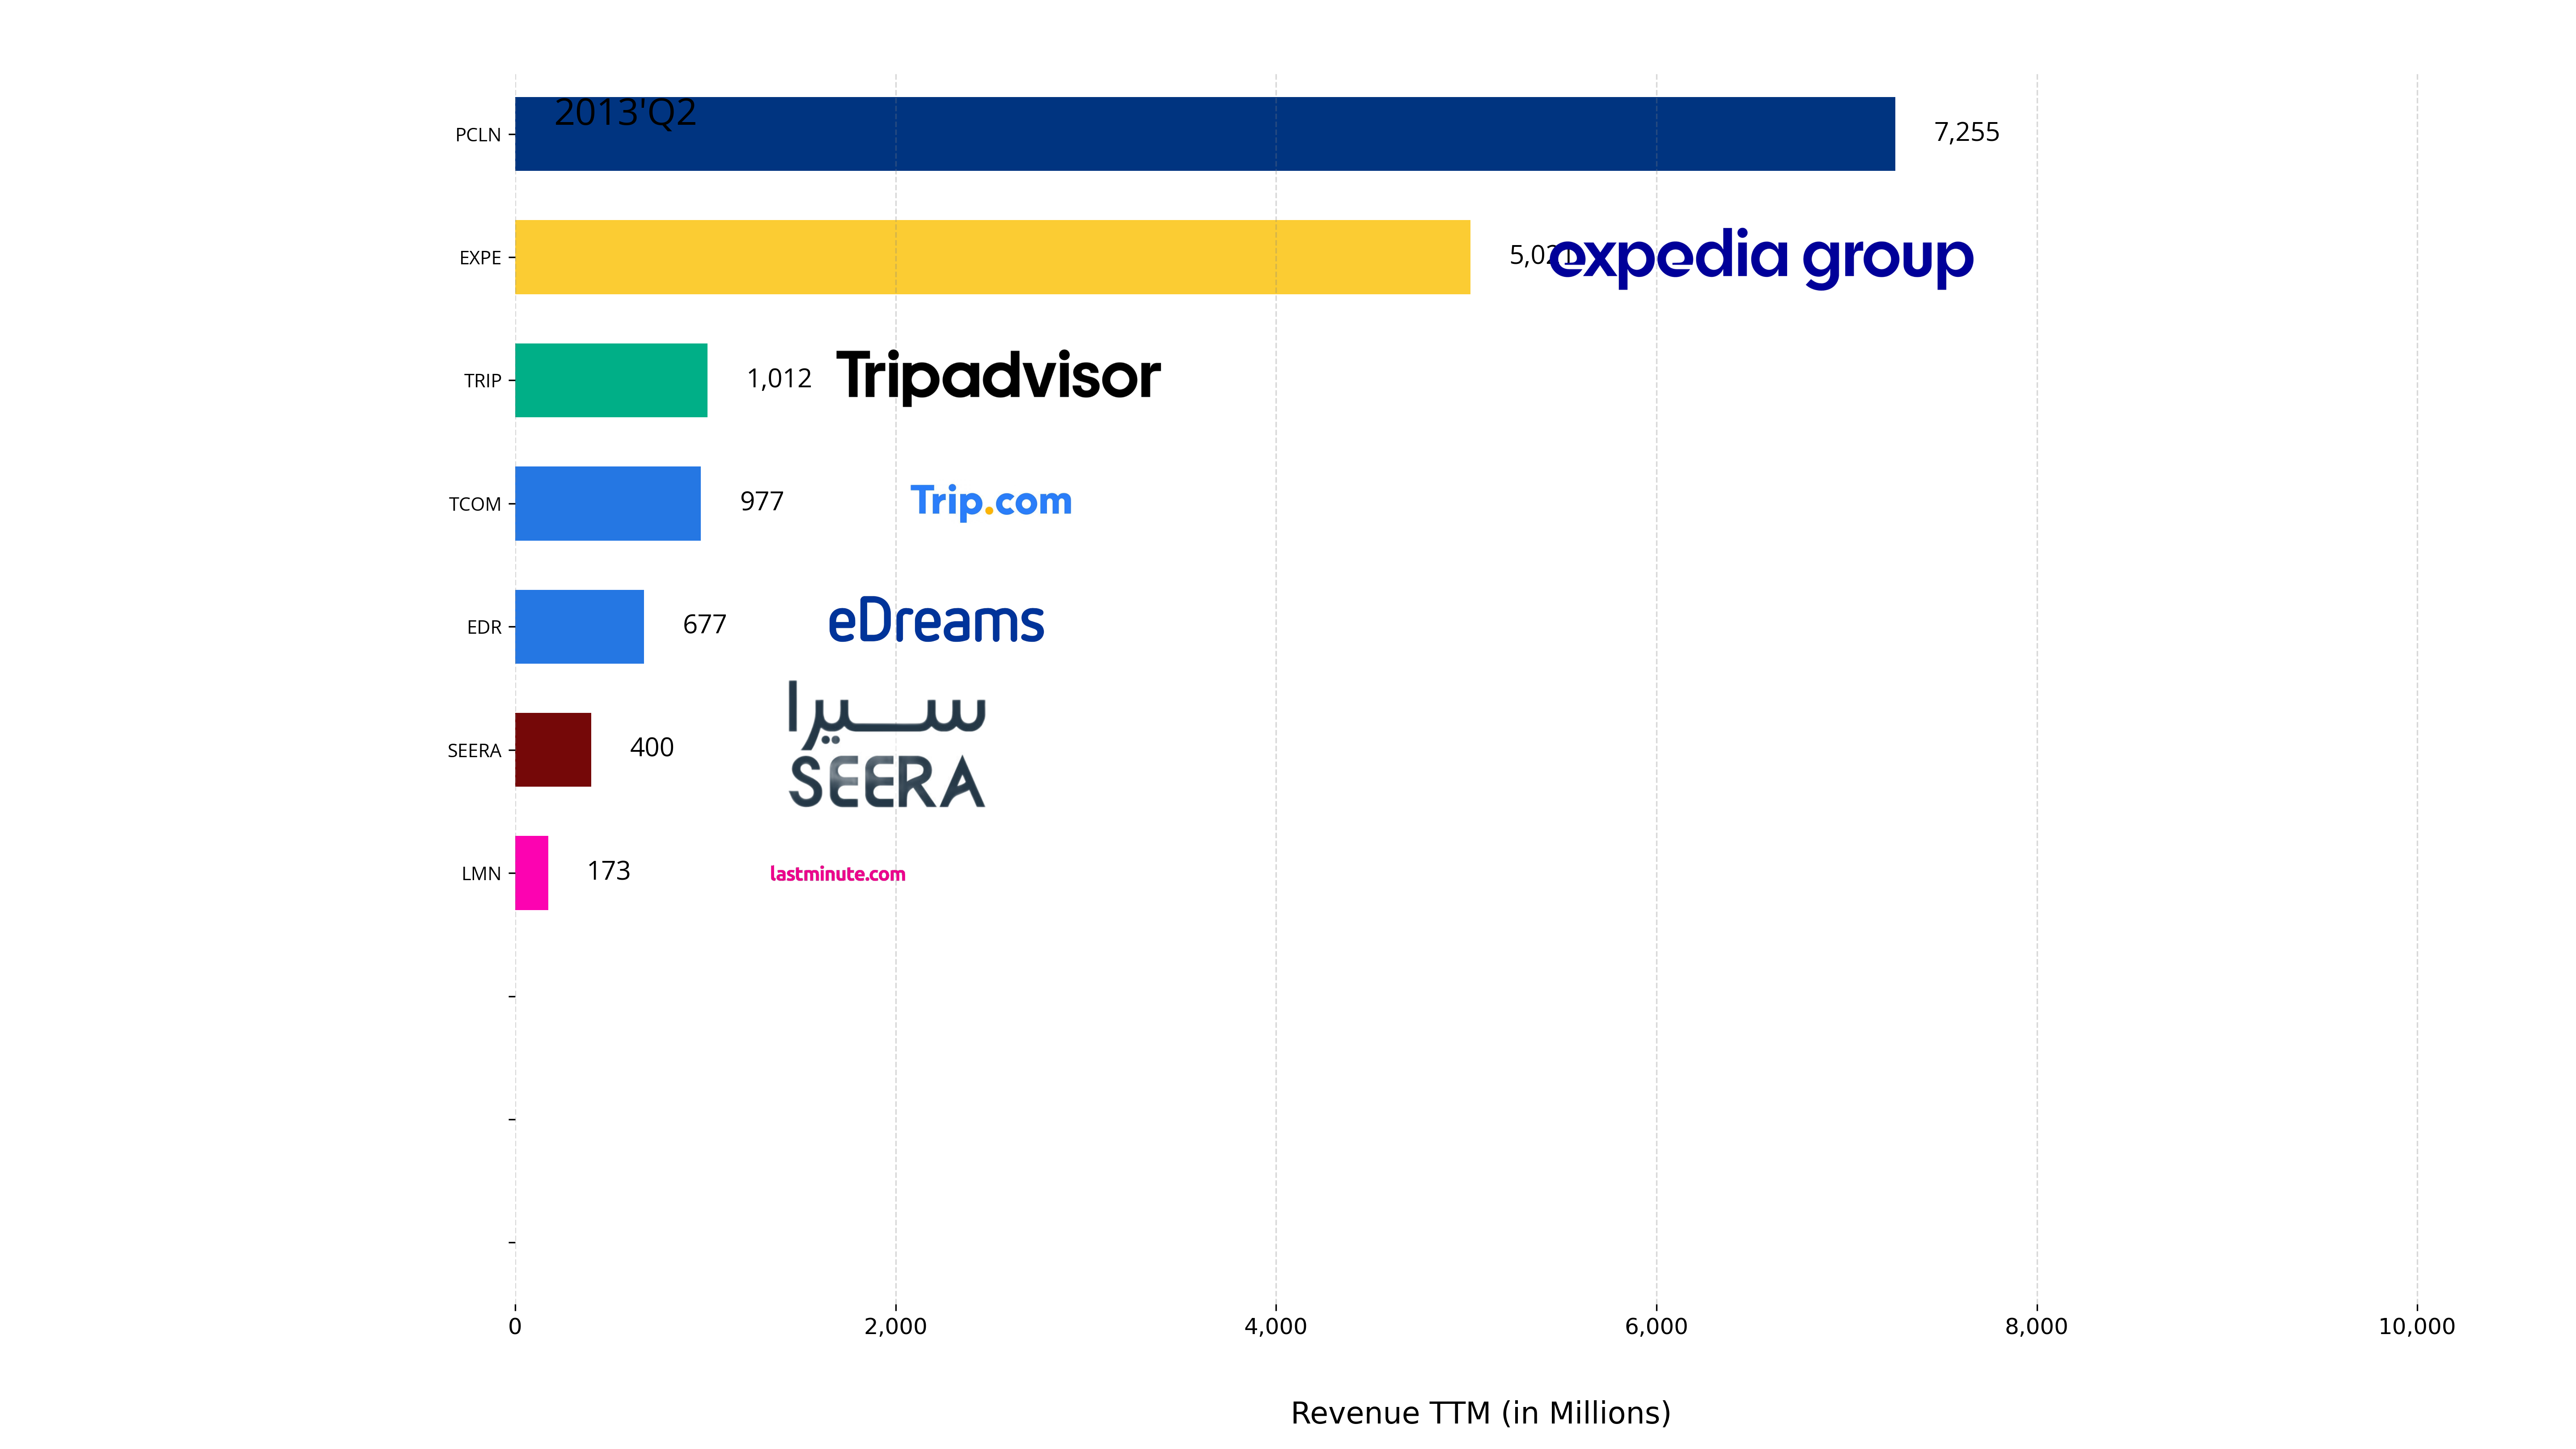 2013'Q2
PCLN 7,255
EXPE 5,021 expedia group
TRIP 1,012 Tripadvisor
TCOM 977 Trip.com
EDR 677 eDreams
سيرا
SEERA 400 SEERA
LMN 173 lastminute.com
0 2,000 4,000 6,000 8,000 10,000
Revenue TTM (in Millions)